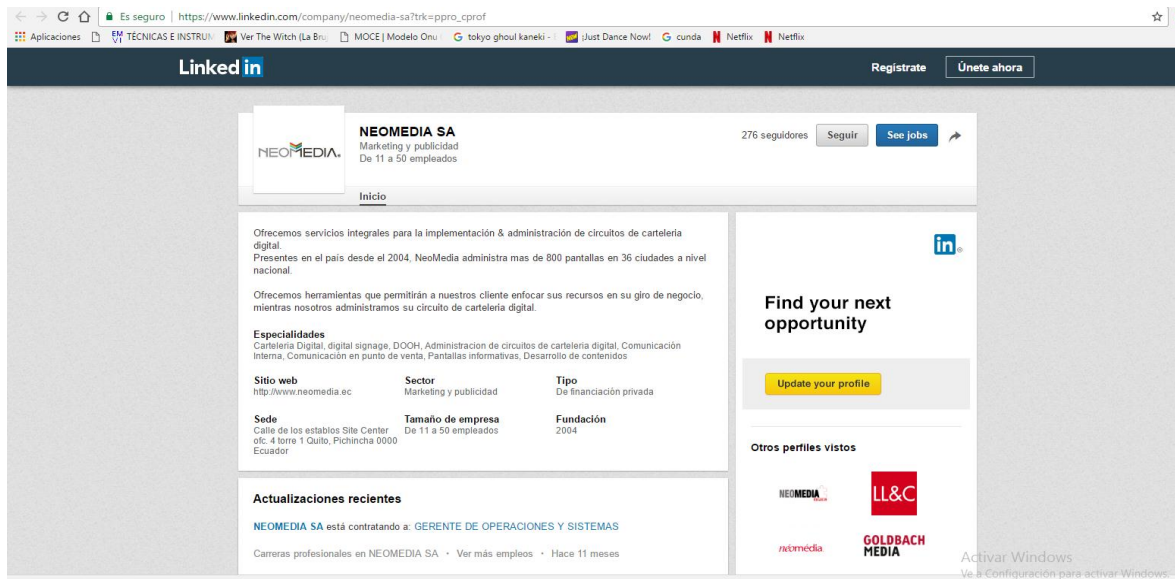 Es seguro | https://www.linkedin.com/company/neomedia-sa?trk=ppro_cprof
Aplicaciones TÉCNICAS E INSTRUM Ver The Witch (La Bru MOCE | Modelo Onu tokyo ghoul kaneki - ¡Just Dance Now! cunda Netflix Netflix
Linked in Regístrate Únete ahora
NEOMEDIA
NEOMEDIA SA
Marketing y publicidad
De 11 a 50 empleados
276 seguidores Seguir See jobs
Inicio
Ofrecemos servicios integrales para la implementación & administración de circuitos de carteleria
digital.
Presentes en el país desde el 2004, NeoMedia administra mas de 800 pantallas en 36 ciudades a nivel
nacional.
Ofrecemos herramientas que permitirán a nuestros cliente enfocar sus recursos en su giro de negocio,
mientras nosotros administramos su circuito de cartelería digital.
Especialidades
Carteleria Digital, digital signage, DOOH, Administracion de circuitos de carteleria digital, Comunicación
Interna, Comunicación en punto de venta, Pantallas informativas, Desarrollo de contenidos
Sitio web
http://www.neomedia.ec
Sector
Marketing y publicidad
Tipo
De financiación privada
Sede
Calle de los establos Site Center
ofc. 4 torre 1 Quito, Pichincha 0000
Ecuador
Tamaño de empresa
De 11 a 50 empleados
Fundación
2004
Actualizaciones recientes
NEOMEDIA SA está contratando a: GERENTE DE OPERACIONES Y SISTEMAS
Carreras profesionales en NEOMEDIA SA · Ver más empleos · Hace 11 meses
in
Find your next
opportunity
Update your profile
Otros perfiles vistos
NEOMEDIA
LL&C
néomédia
GOLDBACH
MEDIA
Activar Windows
Ve a Configuración para activar Windows.